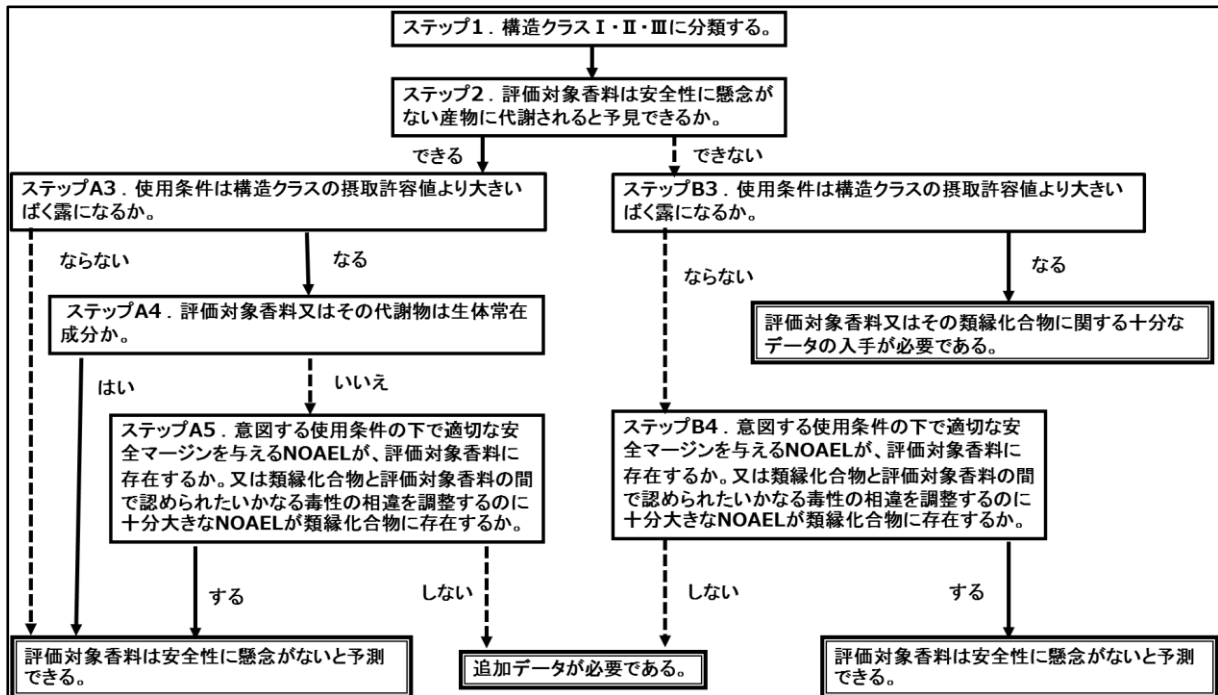 ステップ1．構造クラスⅠ・Ⅱ・Ⅲに分類する。
ステップ2．評価対象香料は安全性に懸念が
ない産物に代謝されると予見できるか。
できる
できない
ステップA3．使用条件は構造クラスの摂取許容値より大きい
ばく露になるか。
ステップB3．使用条件は構造クラスの摂取許容値より大きい
ばく露になるか。
ならない
なる
ならない
なる
ステップA4．評価対象香料又はその代謝物は生体常在
成分か。
評価対象香料又はその類縁化合物に関する十分な
データの入手が必要である。
はい
いいえ
ステップA5．意図する使用条件の下で適切な安
全マージンを与えるNOAELが、評価対象香料に
存在するか。又は類縁化合物と評価対象香料の間
で認められたいかなる毒性の相違を調整するのに
十分大きなNOAELが類縁化合物に存在するか。
ステップB4．意図する使用条件の下で適切な安
全マージンを与えるNOAELが、評価対象香料に
存在するか。又は類縁化合物と評価対象香料の間
で認められたいかなる毒性の相違を調整するのに
十分大きなNOAELが類縁化合物に存在するか。
する
しない
しない
する
評価対象香料は安全性に懸念がないと予測
できる。
追加データが必要である。
評価対象香料は安全性に懸念がないと予測
できる。